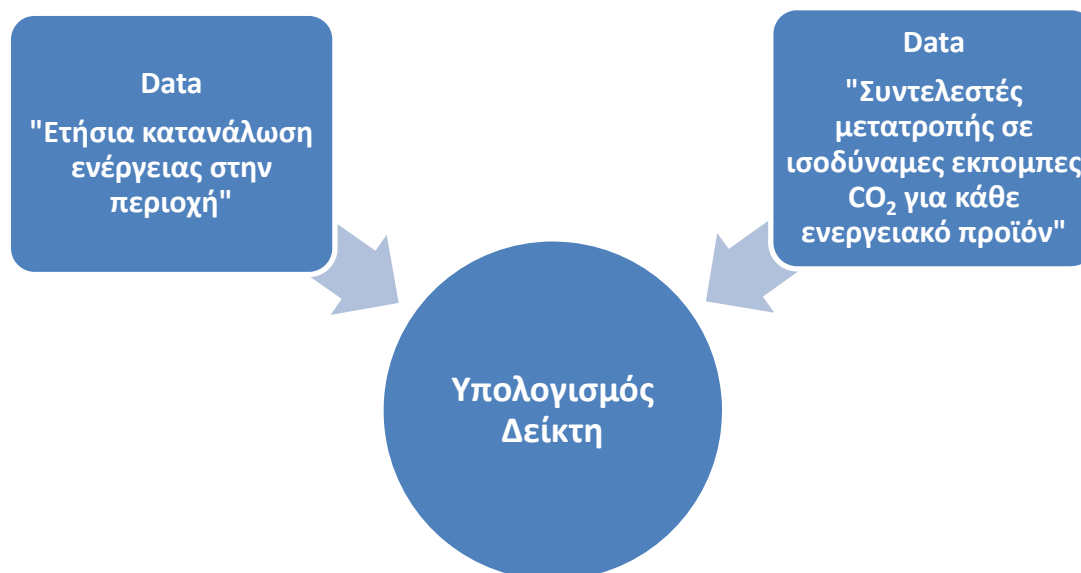 Data
"Ετήσια κατανάλωση
ενέργειας στην
περιοχή"
Data
"Συντελεστές
μετατροπής σε
ισοδύναμες εκπομπες
CO₂ για κάθε
ενεργειακό προϊόν"
Υπολογισμός
Δείκτη